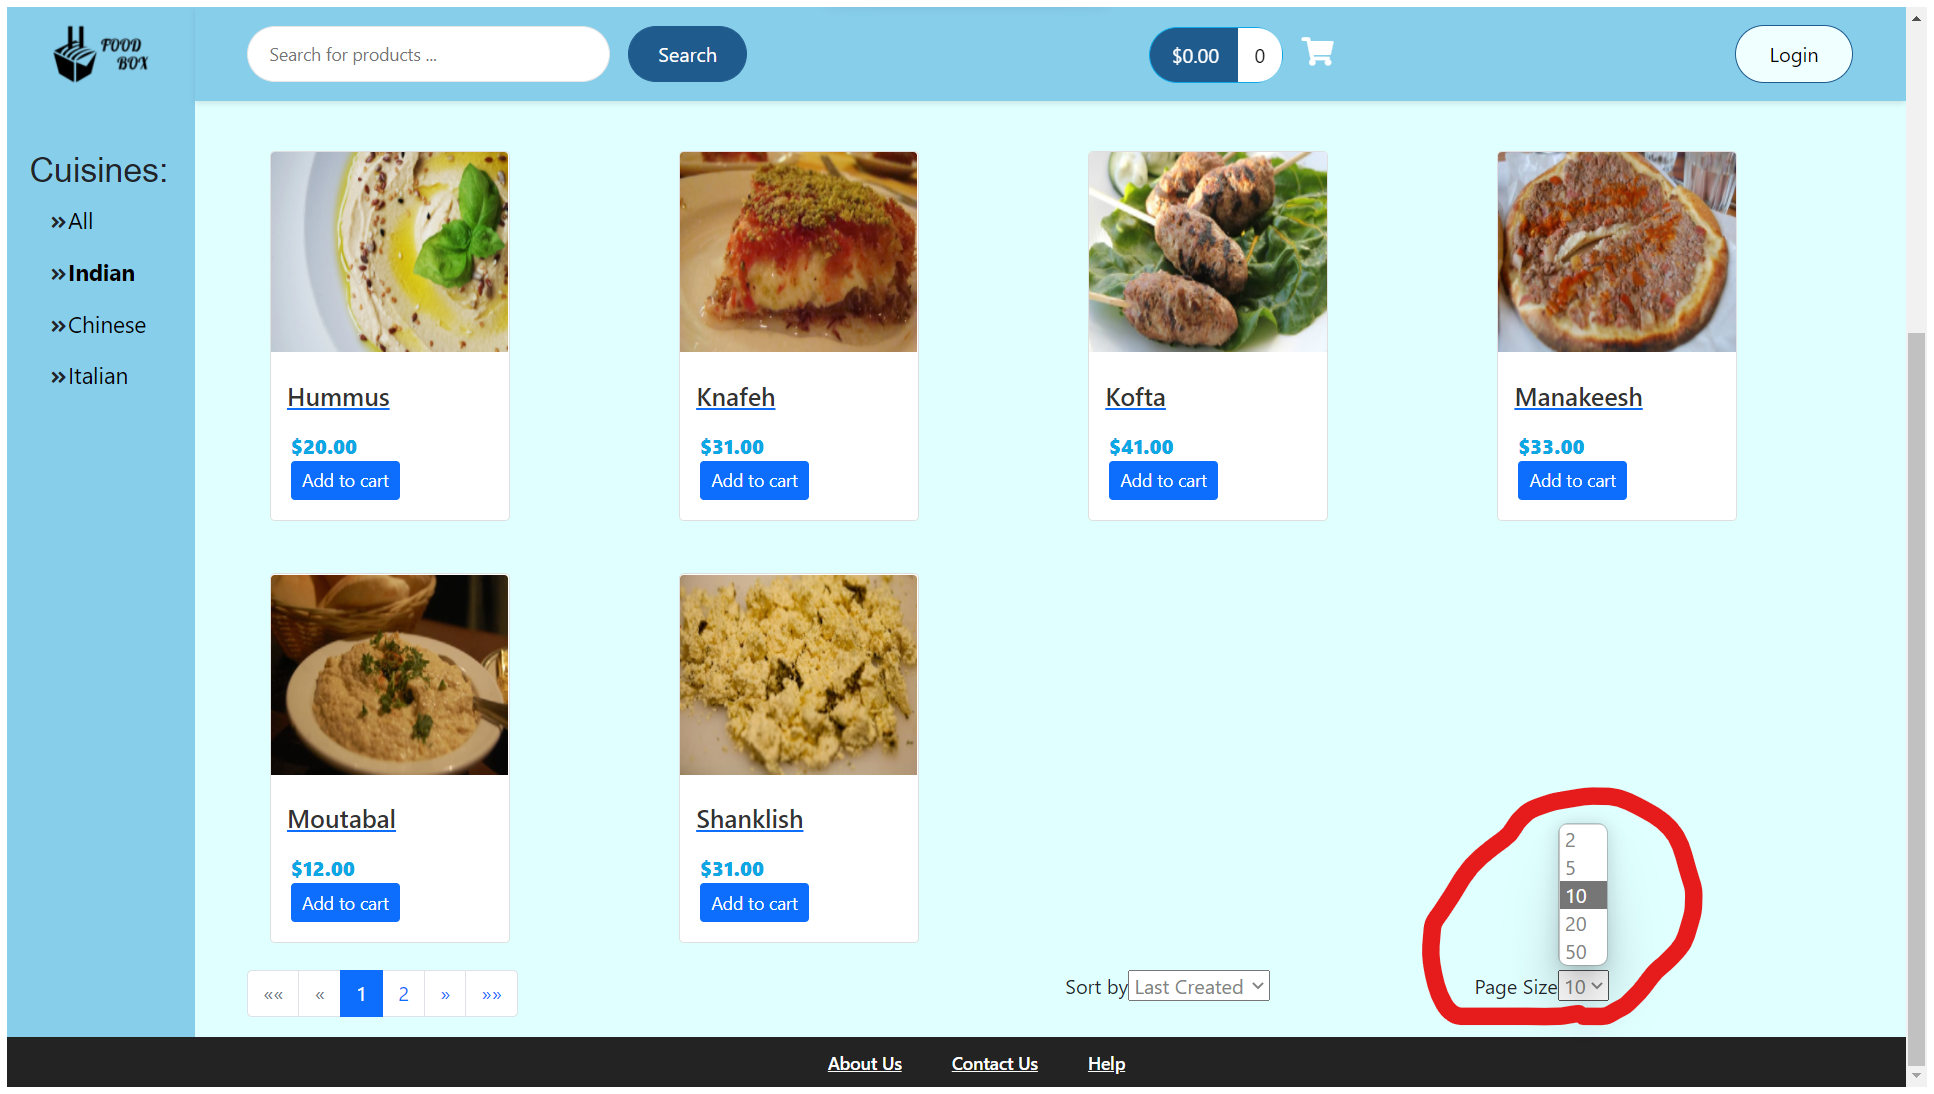 FOOD
BOX
Search for products ...
Search
$0.00
0
Login
Cuisines:
»All
»Indian
»Chinese
»Italian
Hummus
$20.00
Add to cart
Knafeh
$31.00
Add to cart
Kofta
$41.00
Add to cart
Manakeesh
$33.00
Add to cart
Moutabal
$12.00
Add to cart
Shanklish
$31.00
Add to cart
2
5
10
20
50
«« « 1 2 » »»
Sort by Last Created
Page Size 10
About Us Contact Us Help